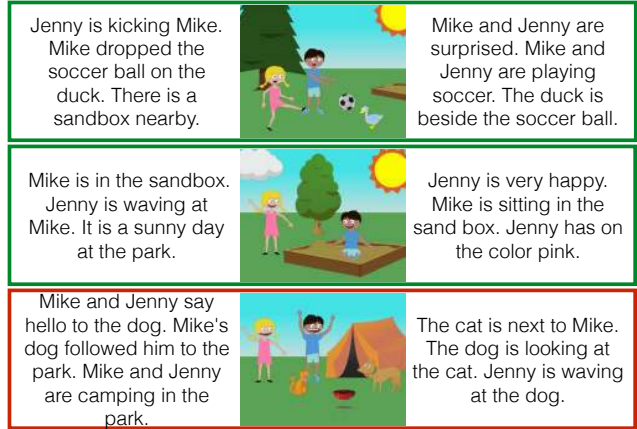 Jenny is kicking Mike.
Mike dropped the
soccer ball on the
duck. There is a
sandbox nearby.
Mike and Jenny are
surprised. Mike and
Jenny are playing
soccer. The duck is
beside the soccer ball.
Mike is in the sandbox.
Jenny is waving at
Mike. It is a sunny day
at the park.
Jenny is very happy.
Mike is sitting in the
sand box. Jenny has on
the color pink.
Mike and Jenny say
hello to the dog. Mike's
dog followed him to the
park. Mike and Jenny
are camping in the
park.
The cat is next to Mike.
The dog is looking at
the cat. Jenny is waving
at the dog.